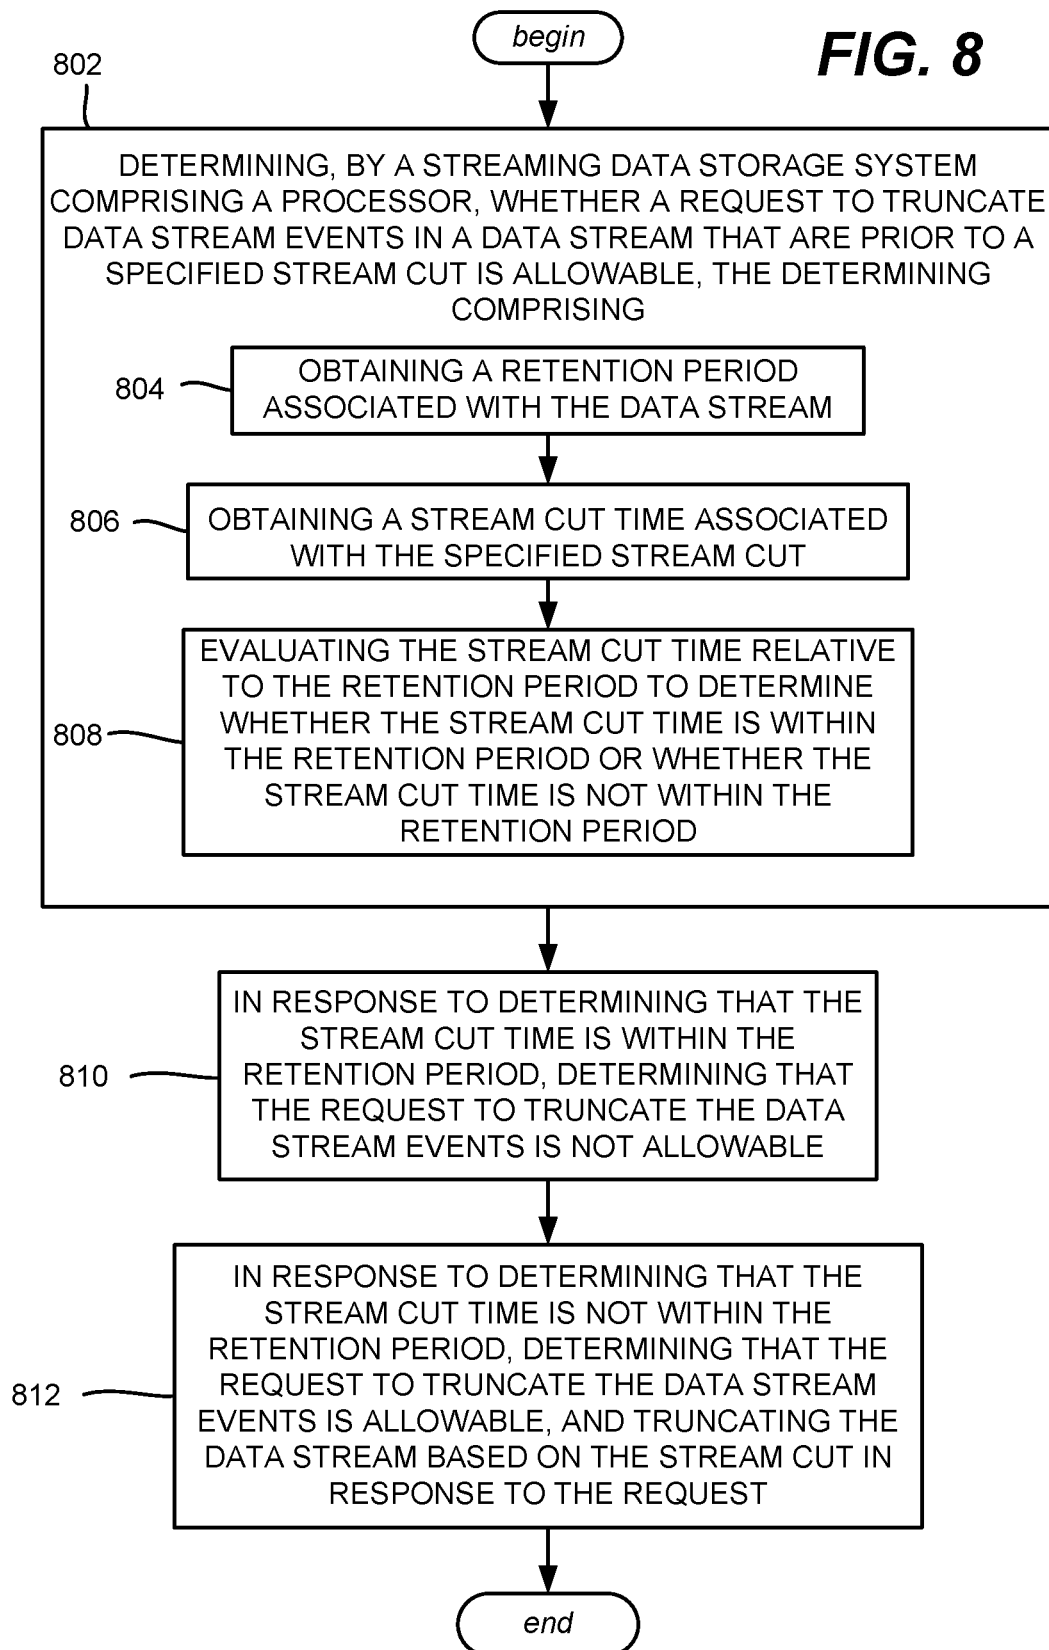 begin
FIG. 8
802
DETERMINING, BY A STREAMING DATA STORAGE SYSTEM
COMPRISING A PROCESSOR, WHETHER A REQUEST TO TRUNCATE
DATA STREAM EVENTS IN A DATA STREAM THAT ARE PRIOR TO A
SPECIFIED STREAM CUT IS ALLOWABLE, THE DETERMINING
COMPRISING
804
OBTAINING A RETENTION PERIOD
ASSOCIATED WITH THE DATA STREAM
806
OBTAINING A STREAM CUT TIME ASSOCIATED
WITH THE SPECIFIED STREAM CUT
808
EVALUATING THE STREAM CUT TIME RELATIVE
TO THE RETENTION PERIOD TO DETERMINE
WHETHER THE STREAM CUT TIME IS WITHIN
THE RETENTION PERIOD OR WHETHER THE
STREAM CUT TIME IS NOT WITHIN THE
RETENTION PERIOD
810
IN RESPONSE TO DETERMINING THAT THE
STREAM CUT TIME IS WITHIN THE
RETENTION PERIOD, DETERMINING THAT
THE REQUEST TO TRUNCATE THE DATA
STREAM EVENTS IS NOT ALLOWABLE
812
IN RESPONSE TO DETERMINING THAT THE
STREAM CUT TIME IS NOT WITHIN THE
RETENTION PERIOD, DETERMINING THAT THE
REQUEST TO TRUNCATE THE DATA STREAM
EVENTS IS ALLOWABLE, AND TRUNCATING THE
DATA STREAM BASED ON THE STREAM CUT IN
RESPONSE TO THE REQUEST
end